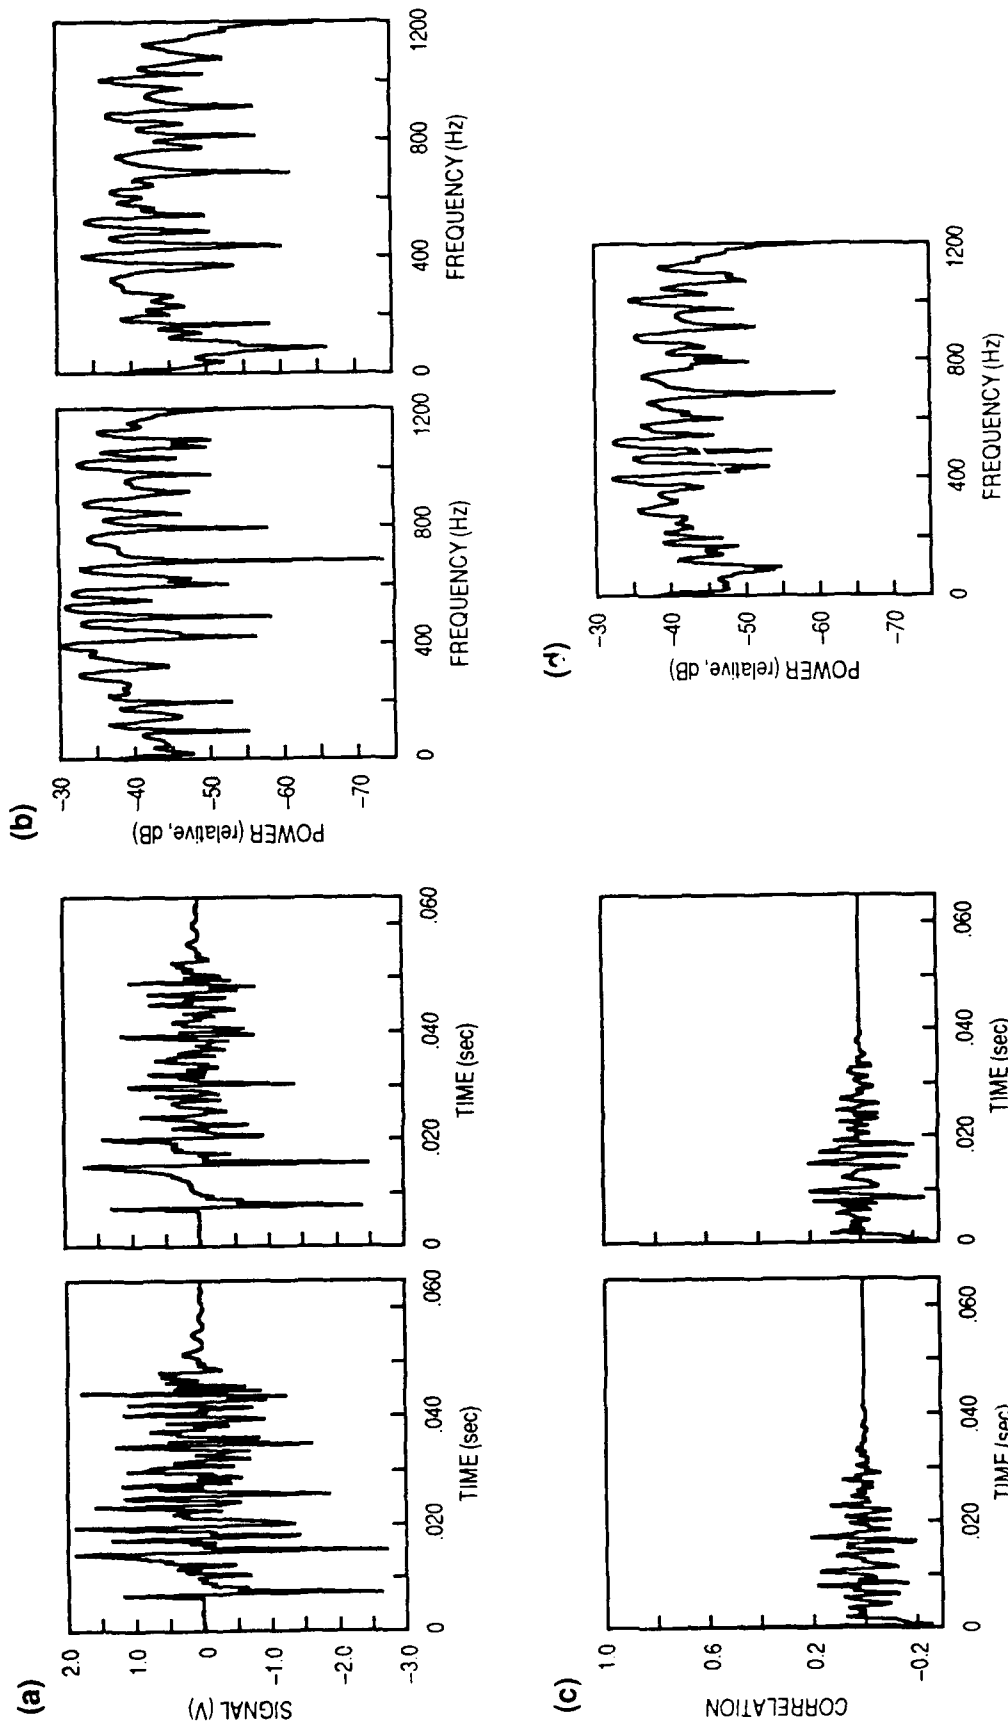 (a)
SIGNAL (V)
2.0
1.0
0
-1.0
-2.0
-3.0
0 .020 .040 .060
TIME (sec)
0 .020 .040 .060
TIME (sec)
(b)
POWER (relative, dB)
-30
-40
-50
-60
-70
0 400 800 1200
FREQUENCY (Hz)
0 400 800 1200
FREQUENCY (Hz)
(c)
CORRELATION
1.0
0.6
0.2
-0.2
0 .020 .040 .060
TIME (sec)
0 .020 .040 .060
TIME (sec)
(d)
POWER (relative, dB)
-30
-40
-50
-60
-70
0 400 800 1200
FREQUENCY (Hz)